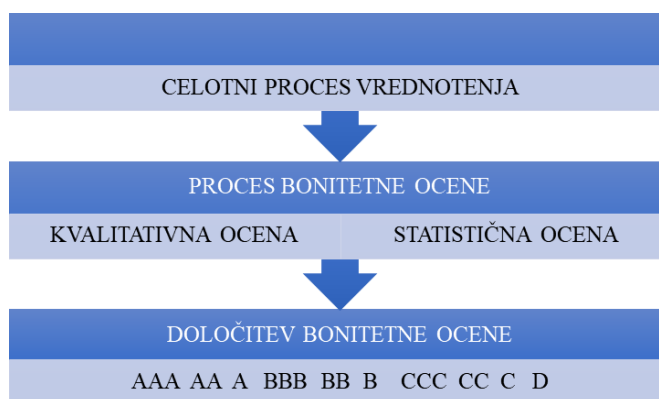 CELOTNI PROCES VREDNOTENJA
PROCES BONITETNE OCENE
KVALITATIVNA OCENA STATISTIČNA OCENA
DOLOČITEV BONITETNE OCENE
AAA AA A BBB BB B CCC CC C D